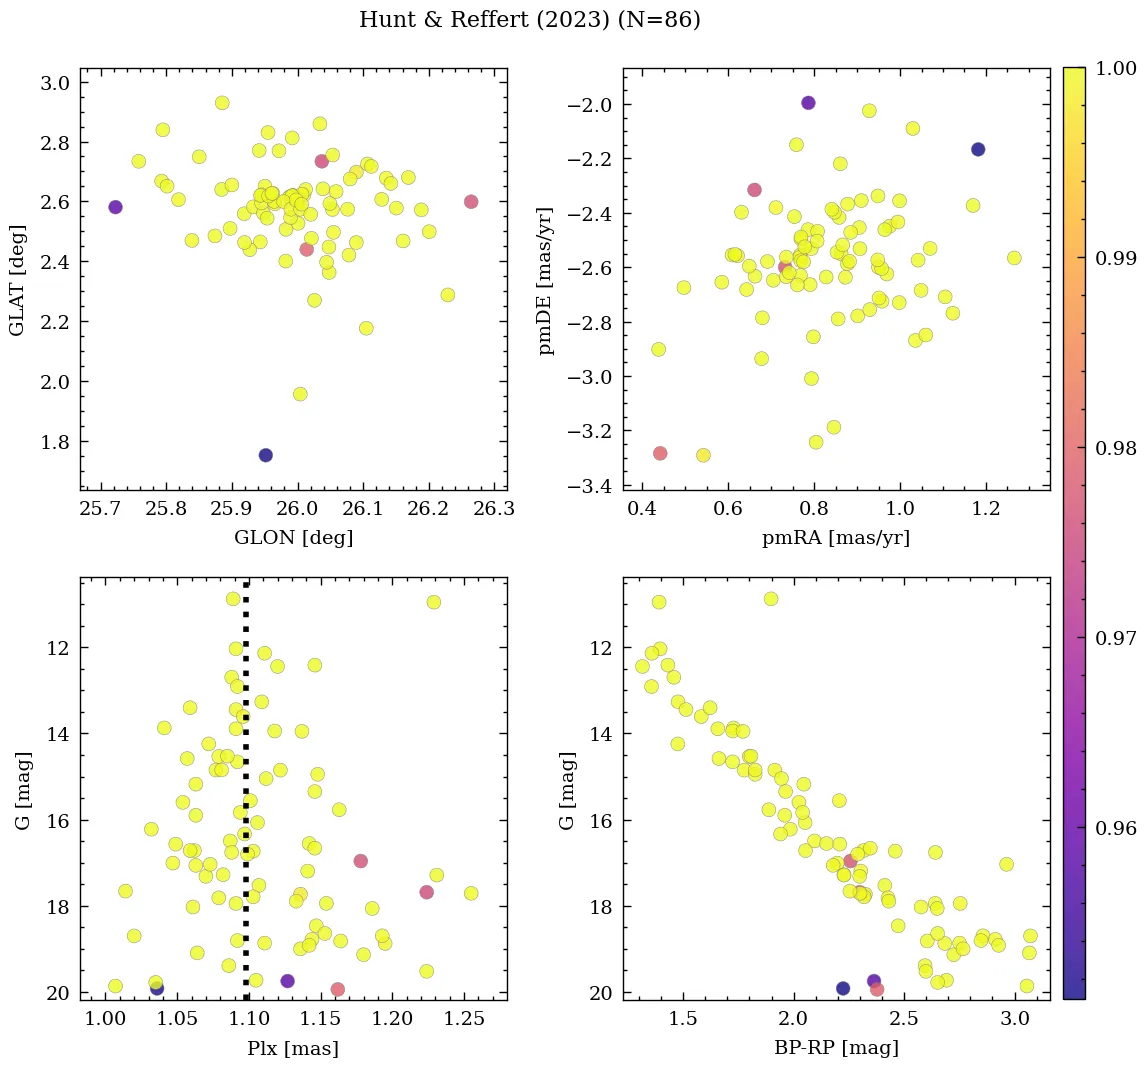 Hunt & Reffert (2023) (N=86)
3.0
2.8
2.6
2.4
2.2
2.0
1.8
GLAT [deg]
25.7 25.8 25.9 26.0 26.1 26.2 26.3
GLON [deg]
−2.0
−2.2
−2.4
−2.6
−2.8
−3.0
−3.2
−3.4
pmDE [mas/yr]
0.4 0.6 0.8 1.0 1.2
pmRA [mas/yr]
1.00
0.99
0.98
0.97
0.96
12
14
16
18
20
G [mag]
1.00 1.05 1.10 1.15 1.20 1.25
Plx [mas]
12
14
16
18
20
G [mag]
1.5 2.0 2.5 3.0
BP-RP [mag]